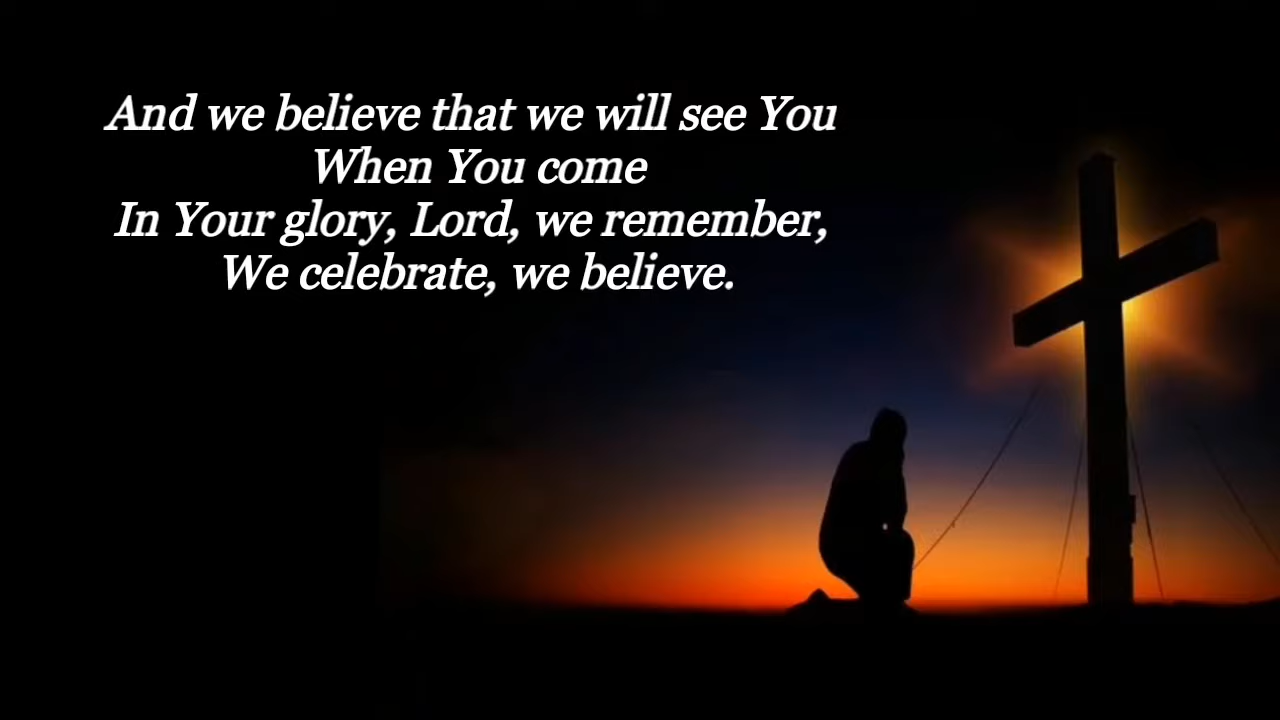 And we believe that we will see You
When You come
In Your glory, Lord, we remember,
We celebrate, we believe.